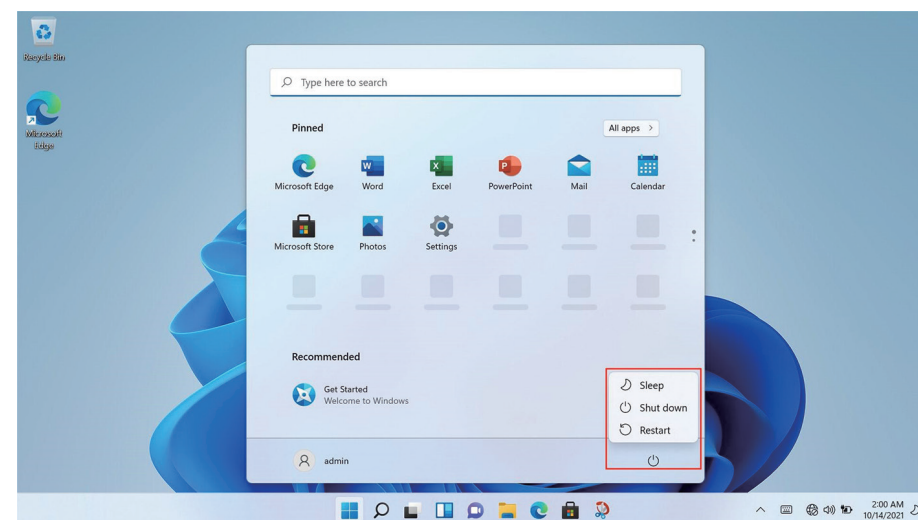 Recycle Bin
Microsoft
Edge
Type here to search
Pinned
All apps >
Microsoft Edge
Word
Excel
PowerPoint
Mail
Calendar
Microsoft Store
Photos
Settings
Recommended
Get Started
Welcome to Windows
Sleep
Shut down
Restart
admin
2:00 AM
10/14/2021